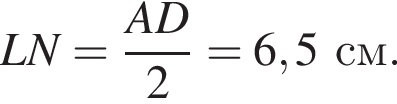 LN = AD/2 = 6,5 см.